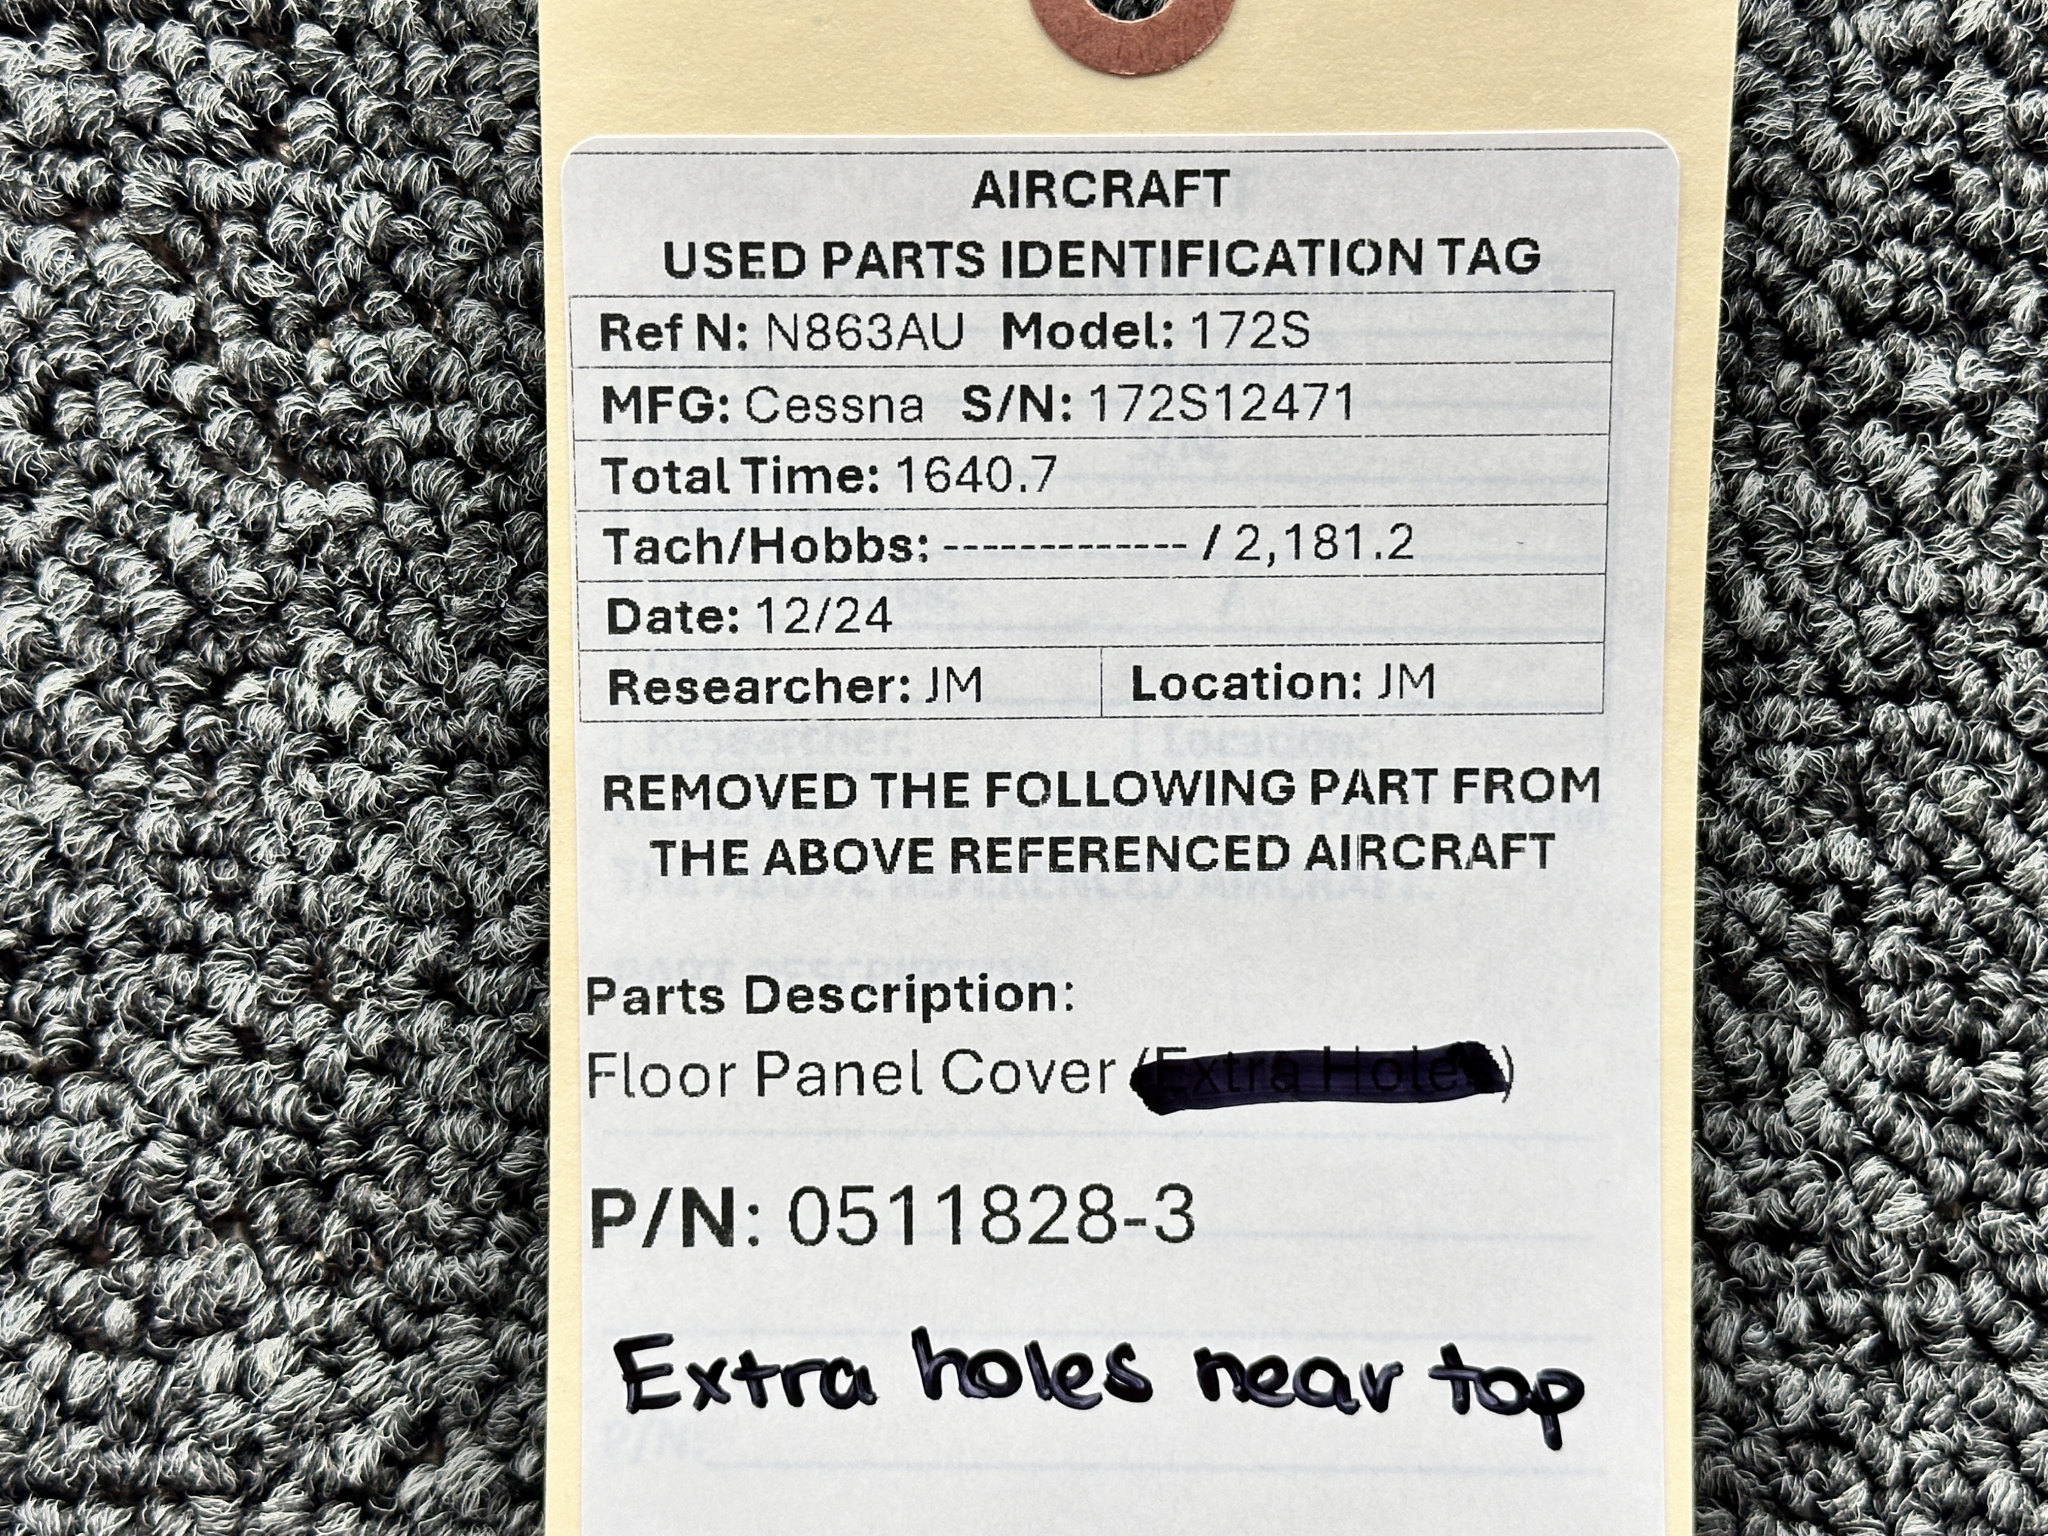 AIRCRAFT
USED PARTS IDENTIFICATION TAG
Ref N: N863AU Model: 172S
MFG: Cessna S/N: 172S12471
Total Time: 1640.7
Tach/Hobbs: ------------- / 2,181.2
Date: 12/24
Researcher: JM Location: JM
REMOVED THE FOLLOWING PART FROM
THE ABOVE REFERENCED AIRCRAFT
Parts Description:
Floor Panel Cover (Extra Holes)
P/N: 0511828-3
Extra holes near top